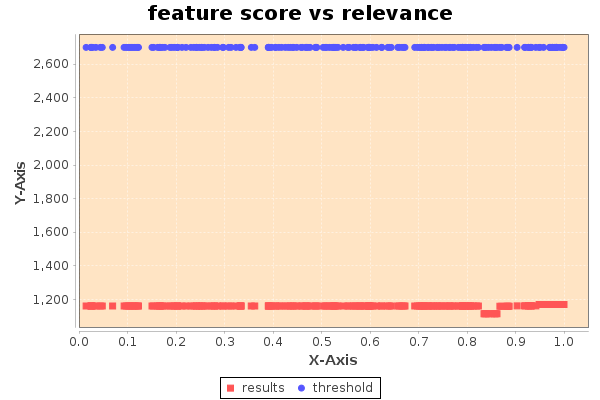 feature score vs relevance
Y-Axis
2,600
2,400
2,200
2,000
1,800
1,600
1,400
1,200
0.0 0.1 0.2 0.3 0.4 0.5 0.6 0.7 0.8 0.9 1.0
X-Axis
results threshold